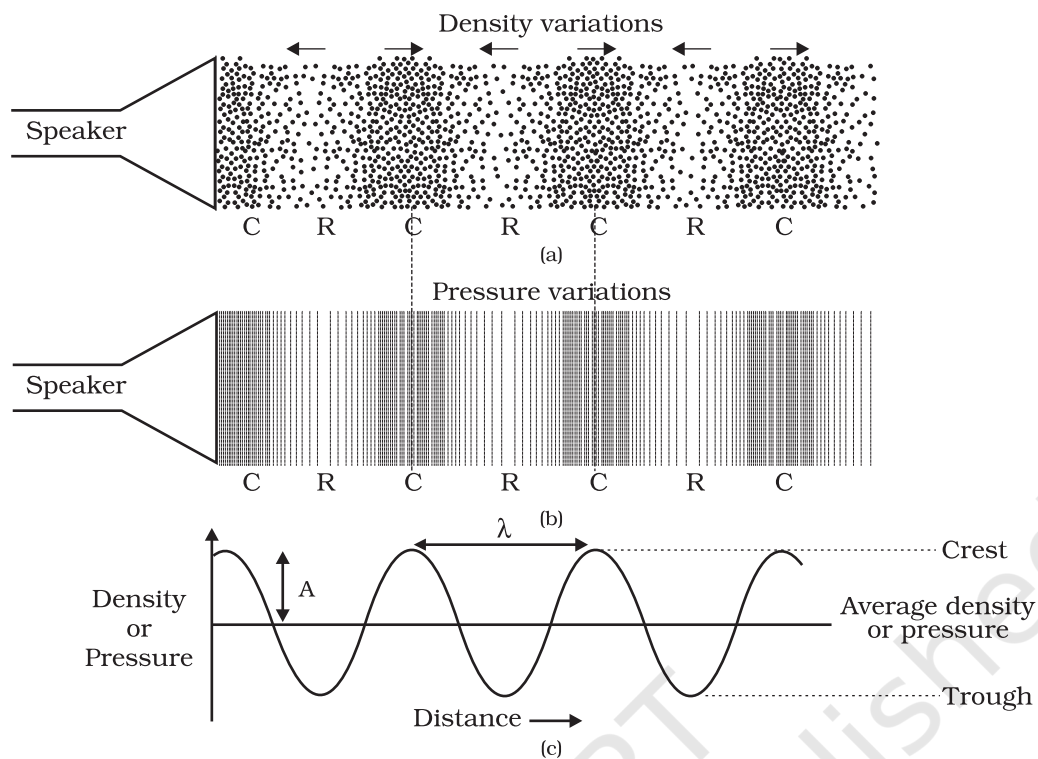 Density variations
Speaker
C R C R C R C
(a)
Pressure variations
Speaker
C R C R C R C
(b)
λ
Crest
A
Density
or
Pressure
Average density
or pressure
Trough
Distance
(c)